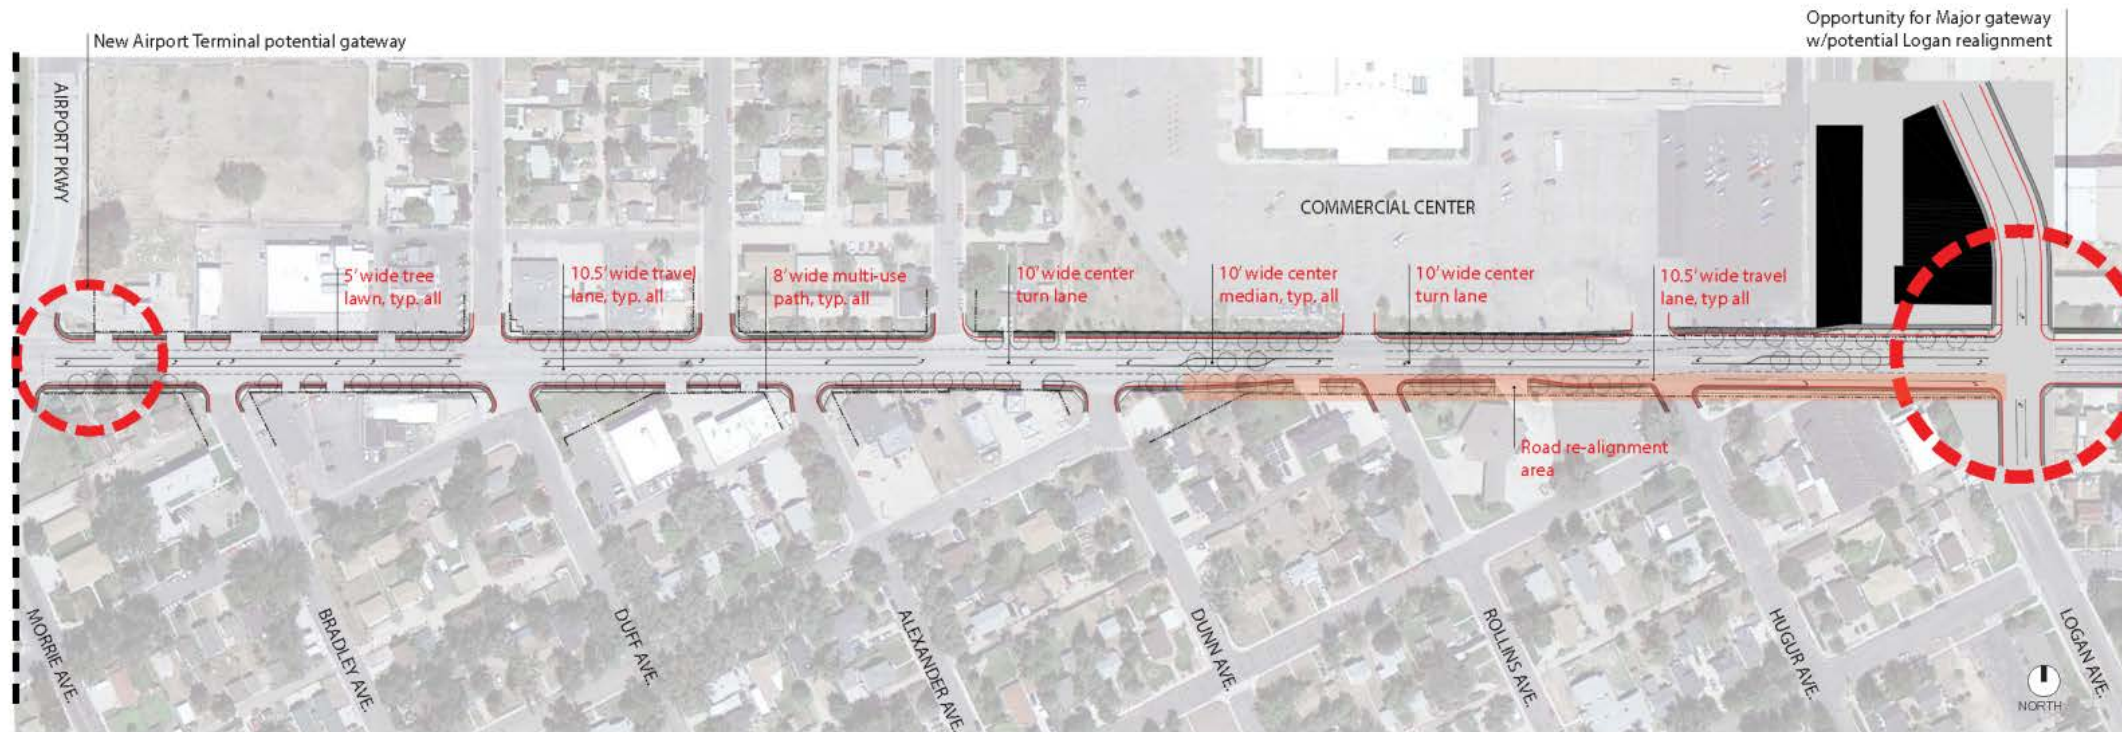 New Airport Terminal potential gateway
Opportunity for Major gateway
w/potential Logan realignment
AIRPORT PKWY
COMMERCIAL CENTER
5' wide tree
lawn, typ. all
10.5' wide travel
lane, typ. all
8' wide multi-use
path, typ. all
10' wide center
turn lane
10' wide center
median, typ. all
10' wide center
turn lane
10.5' wide travel
lane, typ all
Road re-alignment
area
MORRIE AVE.
BRADLEY AVE.
DUFF AVE.
ALEXANDER AVE.
DUNN AVE.
ROLLINS AVE.
HUGUR AVE.
LOGAN AVE.
NORTH